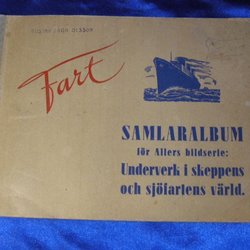 Fart
SAMLARALBUM
för Allers bildserie:
Underverk i skeppens
och sjöfartens värld.